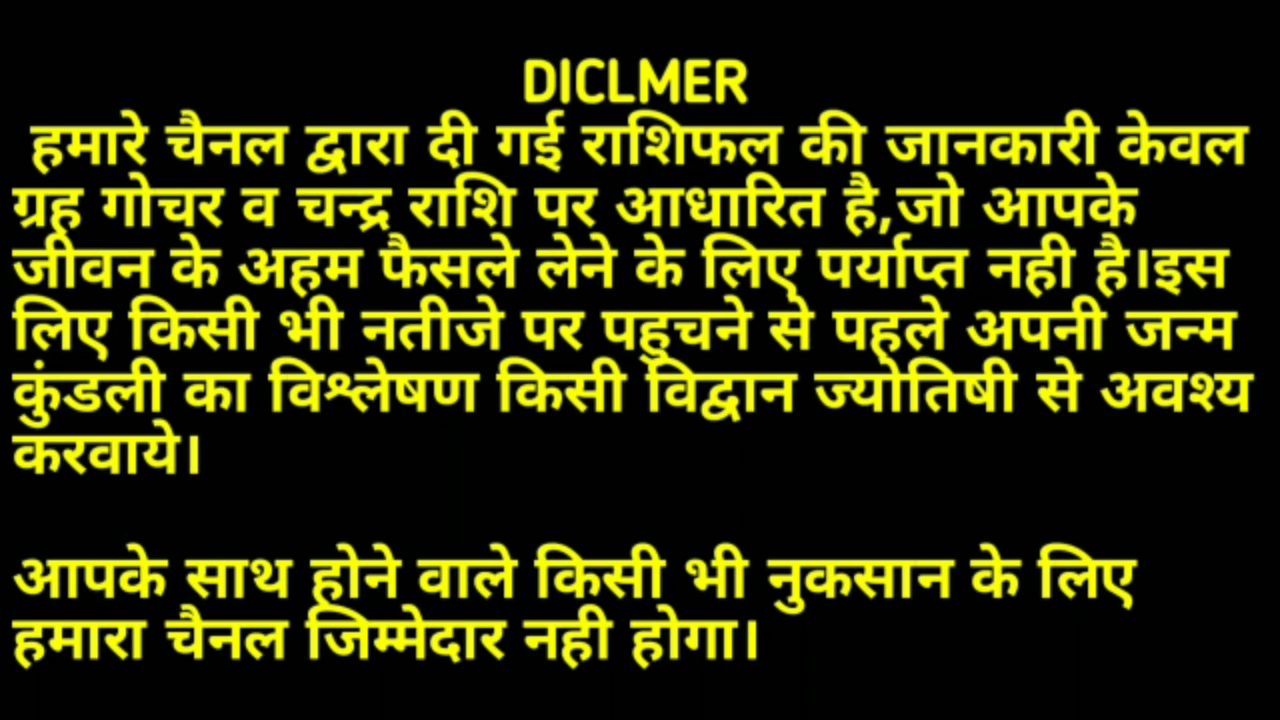 DICLMER
हमारे चैनल द्वारा दी गई राशिफल की जानकारी केवल
ग्रह गोचर व चन्द्र राशि पर आधारित है,जो आपके
जीवन के अहम फैसले लेने के लिए पर्याप्त नही है।इस
लिए किसी भी नतीजे पर पहुचने से पहले अपनी जन्म
कुंडली का विश्लेषण किसी विद्वान ज्योतिषी से अवश्य
करवाये।
आपके साथ होने वाले किसी भी नुकसान के लिए
हमारा चैनल जिम्मेदार नही होगा।